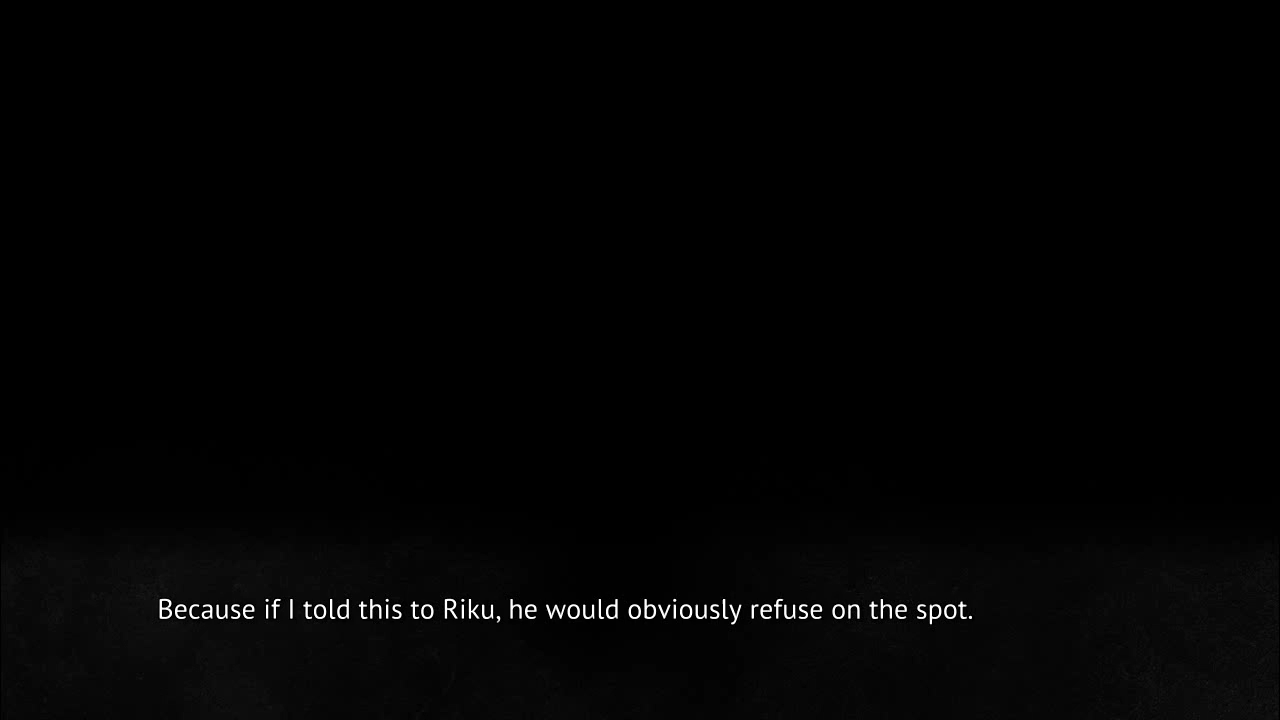 Because if I told this to Riku, he would obviously refuse on the spot.